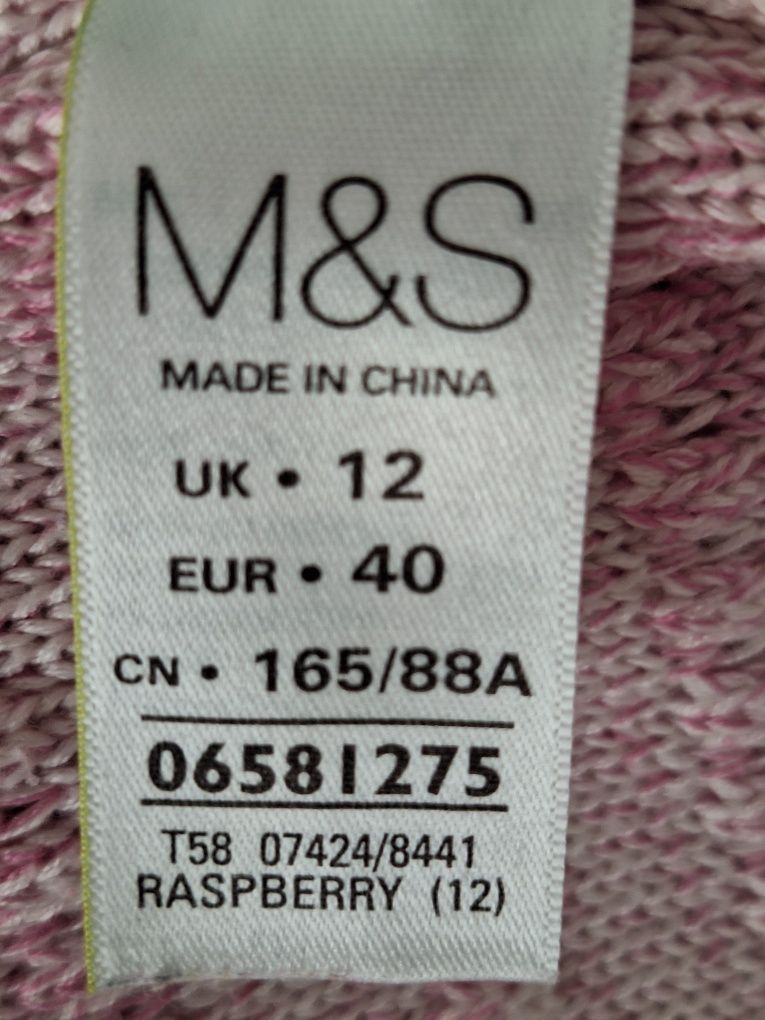 M&S
MADE IN CHINA
UK • 12
EUR • 40
CN • 165/88A
06581275
T58 07424/8441
RASPBERRY (12)